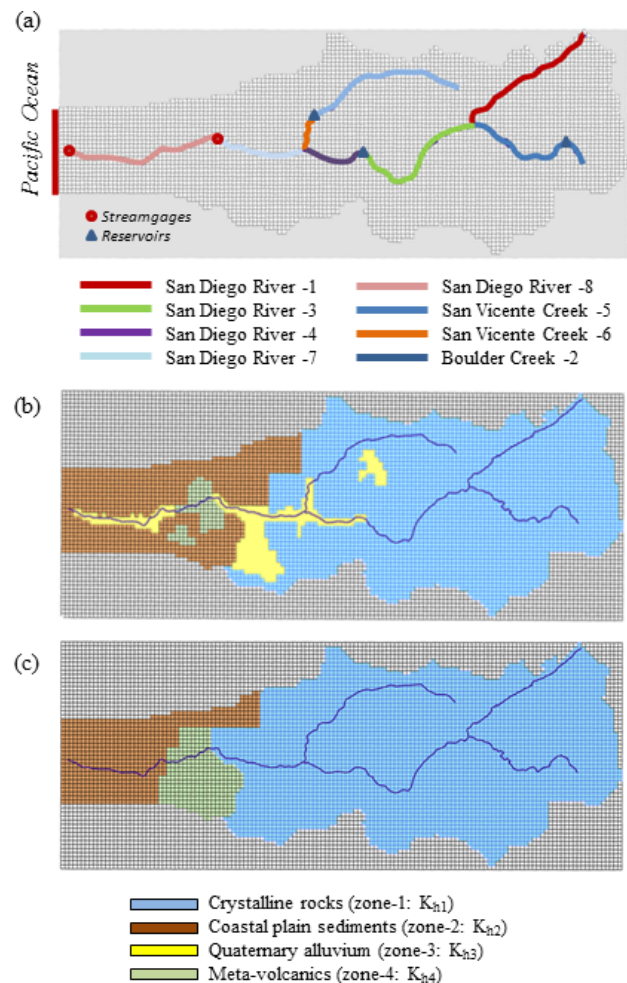 (a)
Pacific Ocean
Streamgages
Reservoirs
San Diego River -1
San Diego River -8
San Diego River -3
San Vicente Creek -5
San Diego River -4
San Vicente Creek -6
San Diego River -7
Boulder Creek -2
(b)
(c)
Crystalline rocks (zone-1: Kh1)
Coastal plain sediments (zone-2: Kh2)
Quaternary alluvium (zone-3: Kh3)
Meta-volcanics (zone-4: Kh4)